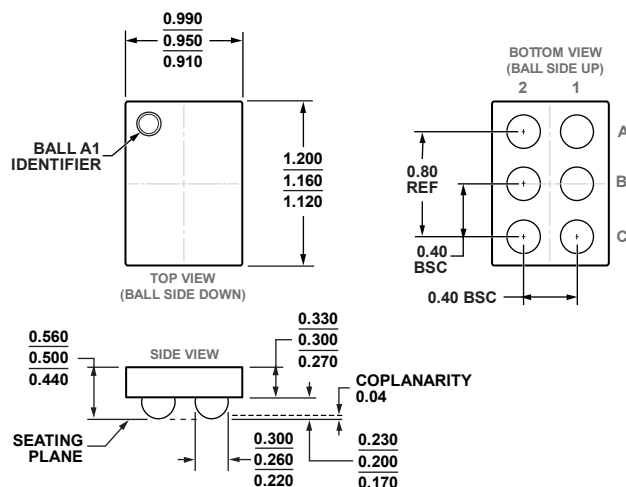 0.990
0.950
0.910
BOTTOM VIEW
(BALL SIDE UP)
2 1
BALL A1
IDENTIFIER
A
1.200
1.160
1.120
0.80
REF
B
C
0.40
BSC
TOP VIEW
(BALL SIDE DOWN)
0.40 BSC
0.560
0.500
0.440
SIDE VIEW
0.330
0.300
0.270
COPLANARITY
0.04
SEATING
PLANE
0.300
0.260
0.220
0.230
0.200
0.170